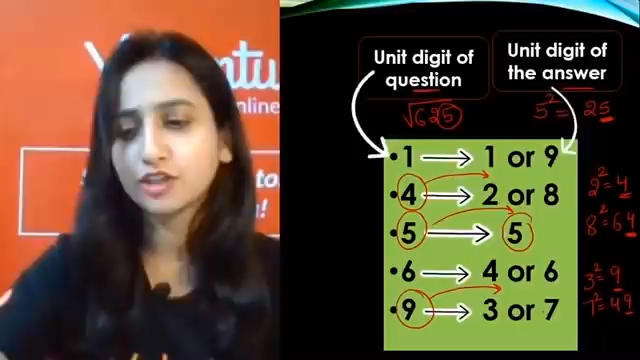 Unit digit of
question
Unit digit of
the answer
√625
5² = 25
•1 → 1 or 9
•4 → 2 or 8
•5 → 5
•6 → 4 or 6
•9 → 3 or 7
2² = 4
8² = 64
3² = 9
7² = 49
nline